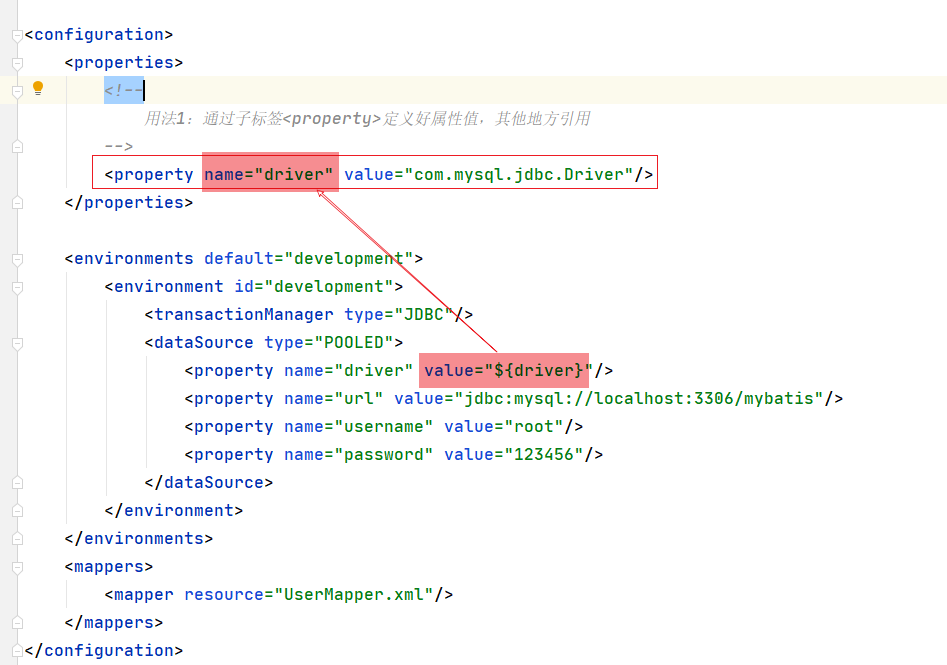 <configuration>
<properties>
<!--
用法1：通过子标签<property>定义好属性值，其他地方引用
-->
<property name="driver" value="com.mysql.jdbc.Driver"/>
</properties>
<environments default="development">
<environment id="development">
<transactionManager type="JDBC"/>
<dataSource type="POOLED">
<property name="driver" value="${driver}"/>
<property name="url" value="jdbc:mysql://localhost:3306/mybatis"/>
<property name="username" value="root"/>
<property name="password" value="123456"/>
</dataSource>
</environment>
</environments>
<mappers>
<mapper resource="UserMapper.xml"/>
</mappers>
</configuration>